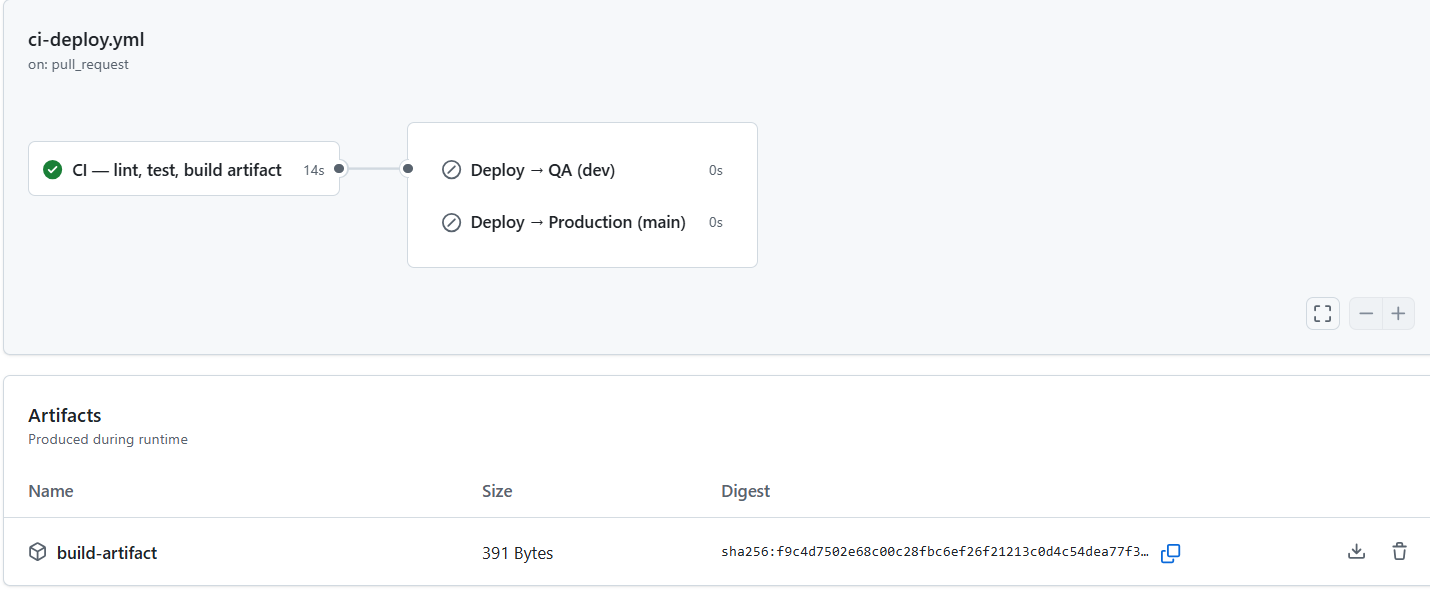 ci-deploy.yml
on: pull_request
CI — lint, test, build artifact 14s
Deploy → QA (dev) 0s
Deploy → Production (main) 0s
Artifacts
Produced during runtime
Name Size Digest
build-artifact 391 Bytes sha256:f9c4d7502e68c00c28fbc6ef26f21213c0d4c54dea77f3…